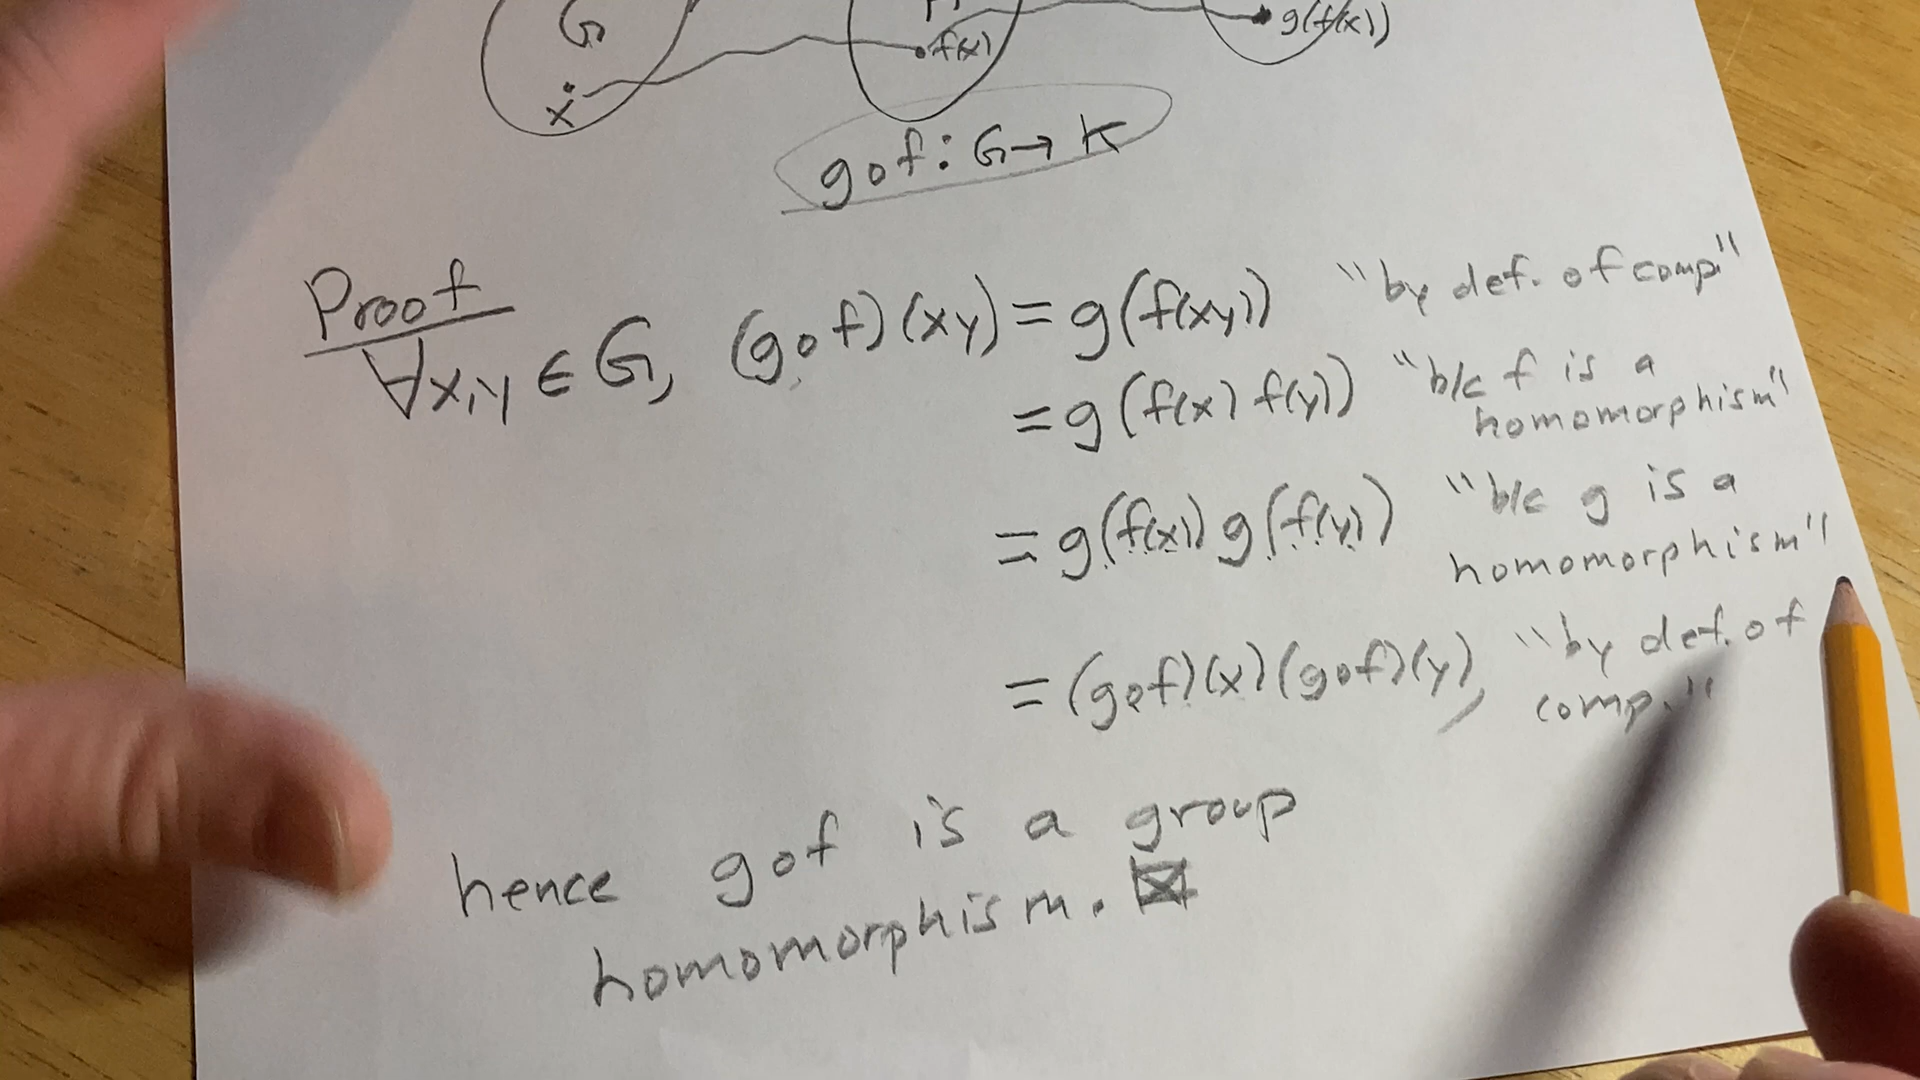 G
x
f(x)
g(f(x))
g∘f: G → K
Proof
∀x,y ∈ G, (g∘f)(xy) = g(f(xy)) "by def. of comp."
= g(f(x) f(y)) "b/c f is a
homomorphism"
= g(f(x)) g(f(y)) "b/c g is a
homomorphism"
= (g∘f)(x)(g∘f)(y), "by def. of
comp."
hence g∘f is a group
homomorphism. ☒